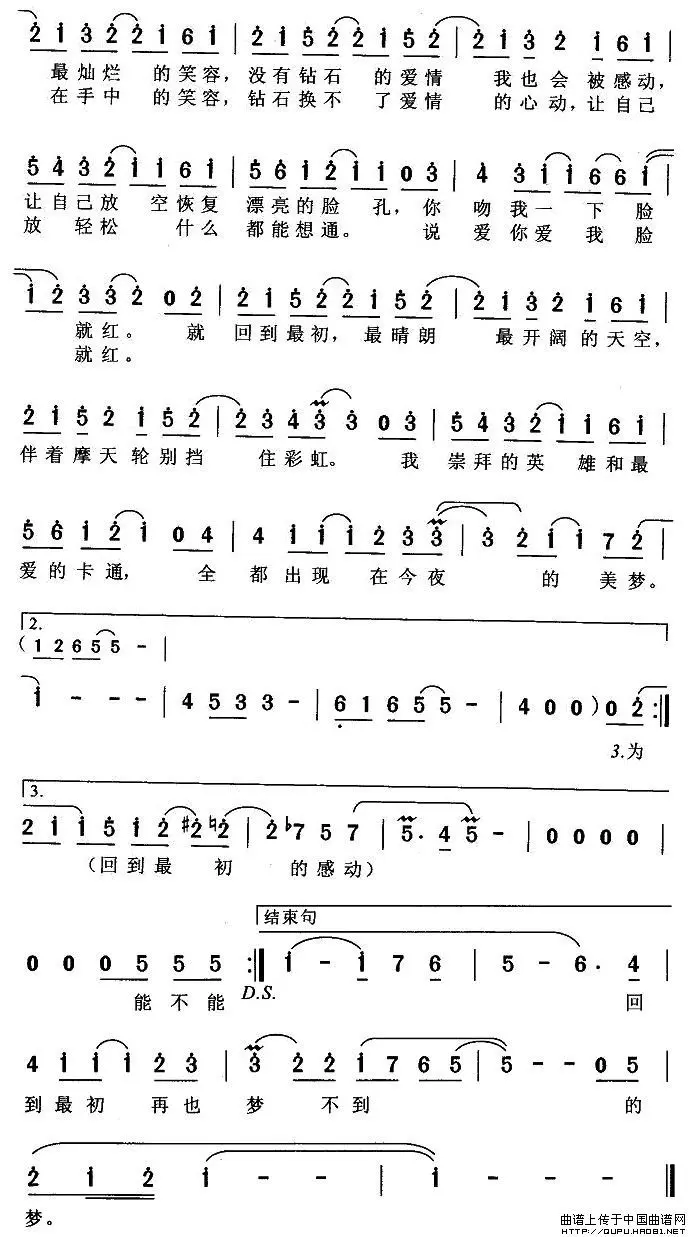 2 1 3 2 2 1 6 1 | 2 1 5 2 2 1 5 2 | 2 1 3 2 1 6 1 |
最灿烂 的笑容，没有钻石 的爱情 我也会被感动，
在手中 的笑容，钻石换不 了爱情 的心动，让自己
5 4 3 2 1 1 6 1 | 5 6 1 2 1 1 0 3 | 4 3 1 1 6 6 1
让自己放 空恢复 漂亮的脸 孔，你 吻我一 下脸
放 轻松 什么 都能想通。 说 爱你爱 我脸
1 2 3 3 2 0 2 | 2 1 5 2 2 1 5 2 | 2 1 3 2 1 6 1 |
就红。 就 回到最初，最晴朗 最开阔的天空，
就红。
2 1 5 2 1 5 2 | 2 3 4 3 3 0 3 | 5 4 3 2 1 1 6 1 |
伴着摩天轮别挡 住彩虹。 我 崇拜的英 雄和最
5 6 1 2 1 0 4 | 4 1 1 1 2 3 3 | 3 2 1 1 7 2 |
爱的卡通， 全 都出现 在今夜 的 美梦。
2.
(1 2 6 5 5 - |
1 - - - | 4 5 3 3 - | 6 1 6 5 5 - | 4 0 0 ) 0 2 :||
3.为
3.
2 1 1 5 1 2 #2 ♮2 | 2 ♭7 5 7 5. 4 5 - | 0 0 0 0 |
(回到最 初 的感动)
结束句
0 0 0 5 5 5 :|| 1 - 1 7 6 | 5 - 6. 4 |
能不能 D.S. 回
4 1 1 1 2 3 | 3 2 2 1 7 6 5 | 5 - - 0 5 |
到最初 再也 梦 不到 的
2 1 2 1 - - | 1 - - - ||
梦。
曲谱上传于中国曲谱网
http://QUPU.HAO81.NET